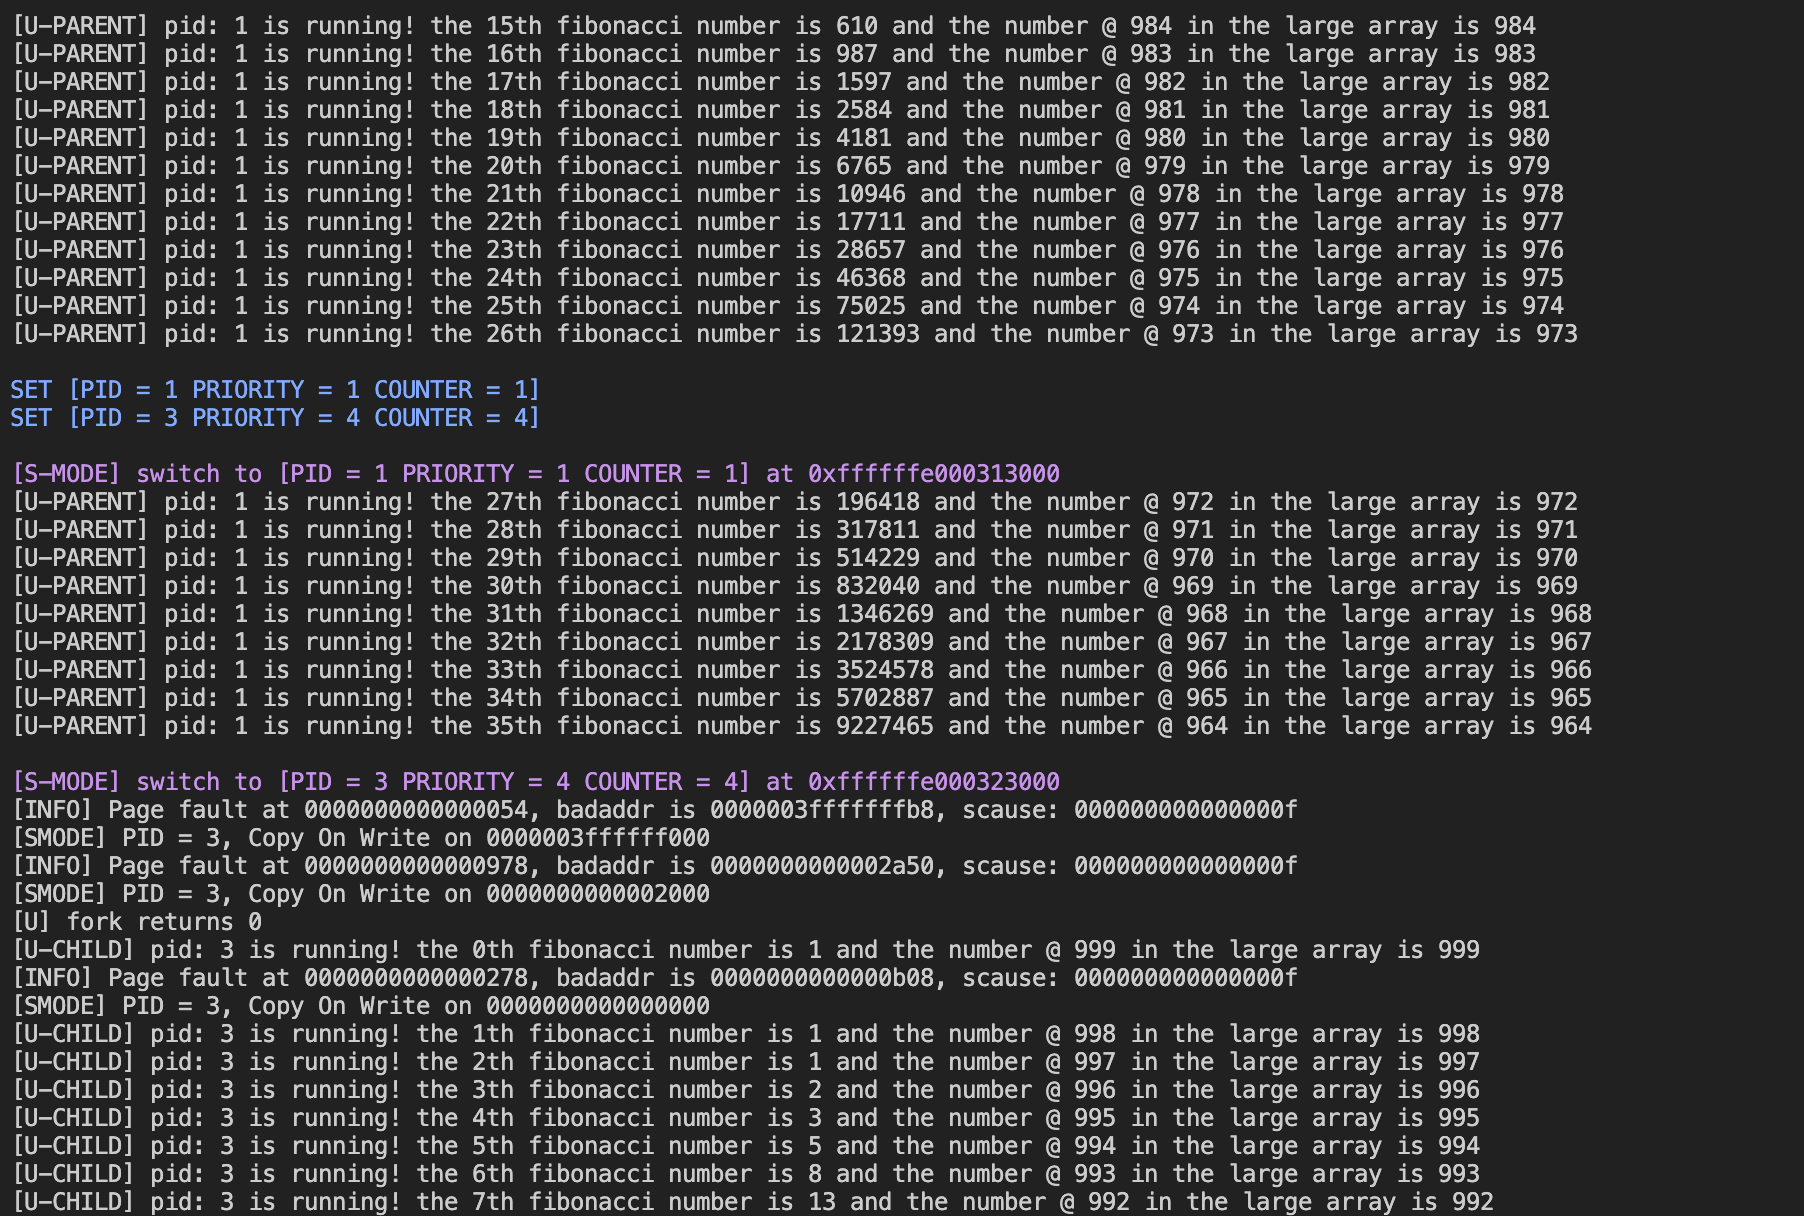 [U-PARENT] pid: 1 is running! the 15th fibonacci number is 610 and the number @ 984 in the large array is 984
[U-PARENT] pid: 1 is running! the 16th fibonacci number is 987 and the number @ 983 in the large array is 983
[U-PARENT] pid: 1 is running! the 17th fibonacci number is 1597 and the number @ 982 in the large array is 982
[U-PARENT] pid: 1 is running! the 18th fibonacci number is 2584 and the number @ 981 in the large array is 981
[U-PARENT] pid: 1 is running! the 19th fibonacci number is 4181 and the number @ 980 in the large array is 980
[U-PARENT] pid: 1 is running! the 20th fibonacci number is 6765 and the number @ 979 in the large array is 979
[U-PARENT] pid: 1 is running! the 21th fibonacci number is 10946 and the number @ 978 in the large array is 978
[U-PARENT] pid: 1 is running! the 22th fibonacci number is 17711 and the number @ 977 in the large array is 977
[U-PARENT] pid: 1 is running! the 23th fibonacci number is 28657 and the number @ 976 in the large array is 976
[U-PARENT] pid: 1 is running! the 24th fibonacci number is 46368 and the number @ 975 in the large array is 975
[U-PARENT] pid: 1 is running! the 25th fibonacci number is 75025 and the number @ 974 in the large array is 974
[U-PARENT] pid: 1 is running! the 26th fibonacci number is 121393 and the number @ 973 in the large array is 973
SET [PID = 1 PRIORITY = 1 COUNTER = 1]
SET [PID = 3 PRIORITY = 4 COUNTER = 4]
[S-MODE] switch to [PID = 1 PRIORITY = 1 COUNTER = 1] at 0xffffffe000313000
[U-PARENT] pid: 1 is running! the 27th fibonacci number is 196418 and the number @ 972 in the large array is 972
[U-PARENT] pid: 1 is running! the 28th fibonacci number is 317811 and the number @ 971 in the large array is 971
[U-PARENT] pid: 1 is running! the 29th fibonacci number is 514229 and the number @ 970 in the large array is 970
[U-PARENT] pid: 1 is running! the 30th fibonacci number is 832040 and the number @ 969 in the large array is 969
[U-PARENT] pid: 1 is running! the 31th fibonacci number is 1346269 and the number @ 968 in the large array is 968
[U-PARENT] pid: 1 is running! the 32th fibonacci number is 2178309 and the number @ 967 in the large array is 967
[U-PARENT] pid: 1 is running! the 33th fibonacci number is 3524578 and the number @ 966 in the large array is 966
[U-PARENT] pid: 1 is running! the 34th fibonacci number is 5702887 and the number @ 965 in the large array is 965
[U-PARENT] pid: 1 is running! the 35th fibonacci number is 9227465 and the number @ 964 in the large array is 964
[S-MODE] switch to [PID = 3 PRIORITY = 4 COUNTER = 4] at 0xffffffe000323000
[INFO] Page fault at 0000000000000054, badaddr is 0000003fffffffb8, scause: 000000000000000f
[SMODE] PID = 3, Copy On Write on 0000003ffffff000
[INFO] Page fault at 0000000000000978, badaddr is 0000000000002a50, scause: 000000000000000f
[SMODE] PID = 3, Copy On Write on 0000000000002000
[U] fork returns 0
[U-CHILD] pid: 3 is running! the 0th fibonacci number is 1 and the number @ 999 in the large array is 999
[INFO] Page fault at 0000000000000278, badaddr is 0000000000000b08, scause: 000000000000000f
[SMODE] PID = 3, Copy On Write on 0000000000000000
[U-CHILD] pid: 3 is running! the 1th fibonacci number is 1 and the number @ 998 in the large array is 998
[U-CHILD] pid: 3 is running! the 2th fibonacci number is 1 and the number @ 997 in the large array is 997
[U-CHILD] pid: 3 is running! the 3th fibonacci number is 2 and the number @ 996 in the large array is 996
[U-CHILD] pid: 3 is running! the 4th fibonacci number is 3 and the number @ 995 in the large array is 995
[U-CHILD] pid: 3 is running! the 5th fibonacci number is 5 and the number @ 994 in the large array is 994
[U-CHILD] pid: 3 is running! the 6th fibonacci number is 8 and the number @ 993 in the large array is 993
[U-CHILD] pid: 3 is running! the 7th fibonacci number is 13 and the number @ 992 in the large array is 992